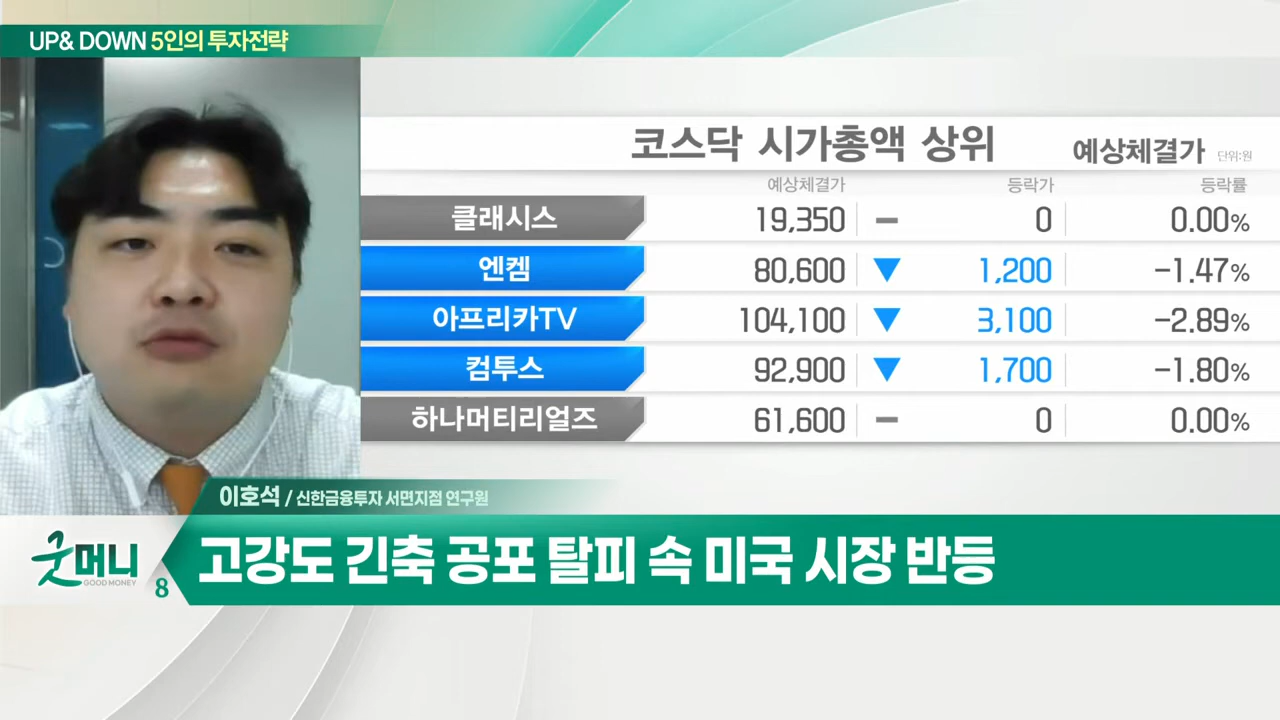 UP& DOWN 5인의 투자전략
코스닥 시가총액 상위 예상체결가 단위:원
예상체결가 등락가 등락률
클래시스 19,350 0 0.00%
엔켐 80,600 ▼ 1,200 -1.47%
아프리카TV 104,100 ▼ 3,100 -2.89%
컴투스 92,900 ▼ 1,700 -1.80%
하나머티리얼즈 61,600 0 0.00%
이호석 / 신한금융투자 서면지점 연구원
굿머니
GOOD MONEY
8
고강도 긴축 공포 탈피 속 미국 시장 반등